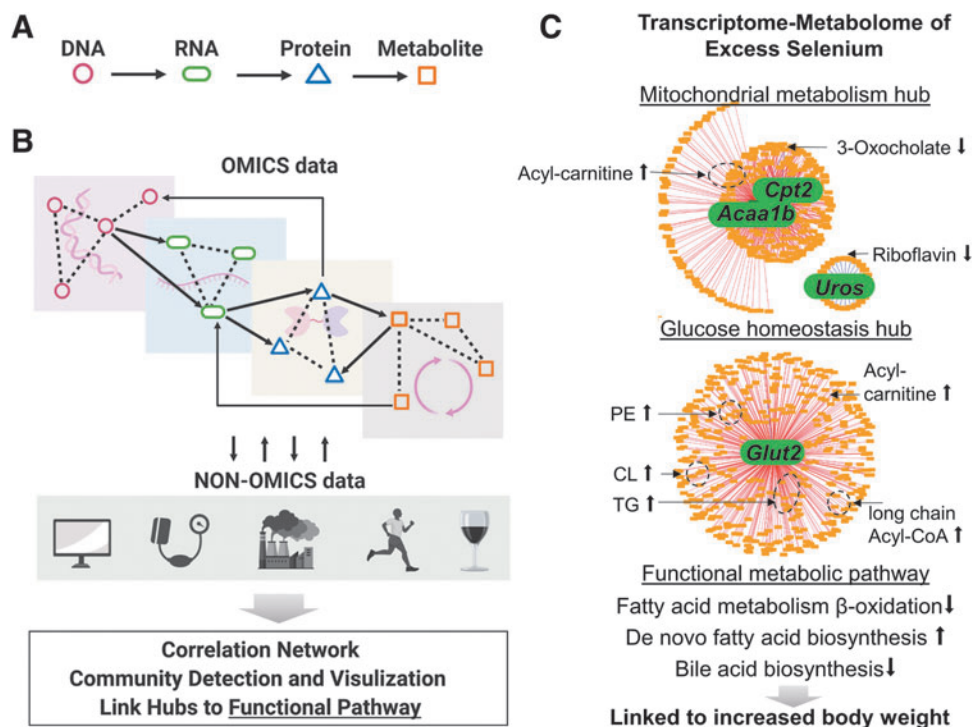 A
DNA
RNA
Protein
Metabolite
B
OMICS data
NON-OMICS data
Correlation Network
Community Detection and Visulization
Link Hubs to Functional Pathway
C
Transcriptome-Metabolome of
Excess Selenium
Mitochondrial metabolism hub
3-Oxocholate ↓
Acyl-carnitine ↑
Cpt2
Acaa1b
Riboflavin ↓
Uros
Glucose homeostasis hub
Acyl-
carnitine ↑
PE ↑
Glut2
CL ↑
TG ↑
long chain
Acyl-CoA ↑
Functional metabolic pathway
Fatty acid metabolism β-oxidation↓
De novo fatty acid biosynthesis ↑
Bile acid biosynthesis↓
Linked to increased body weight